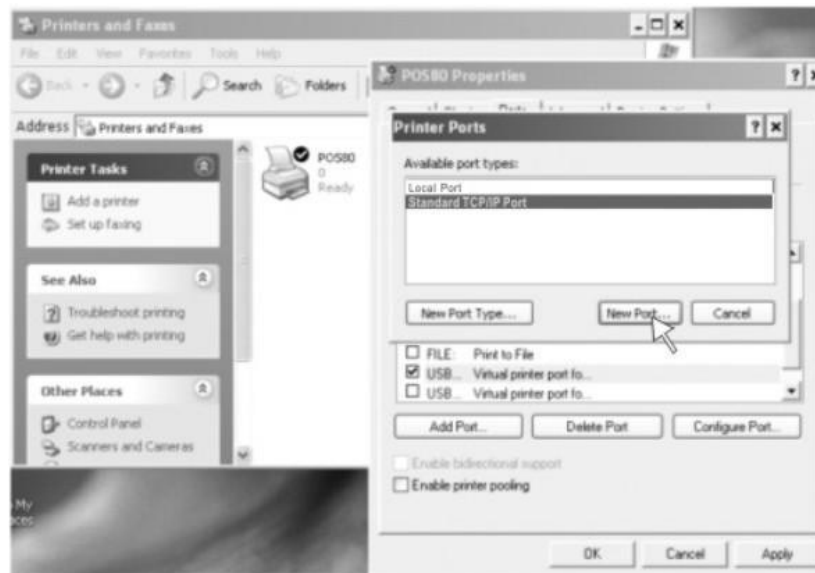 Printers and Faxes
File Edit View Favorites Tools Help
Back Search Folders
Address Printers and Faxes
Printer Tasks
Add a printer
Set up faxing
See Also
Troubleshoot printing
Get help with printing
Other Places
Control Panel
Scanners and Cameras
POS80
0
Ready
My
POS80 Properties
Printer Ports
Available port types:
Local Port
Standard TCP/IP Port
New Port Type... New Port... Cancel
FILE: Print to File
USB... Virtual printer port fo...
USB... Virtual printer port fo...
Add Port... Delete Port Configure Port...
Enable bidirectional support
Enable printer pooling
OK Cancel Apply